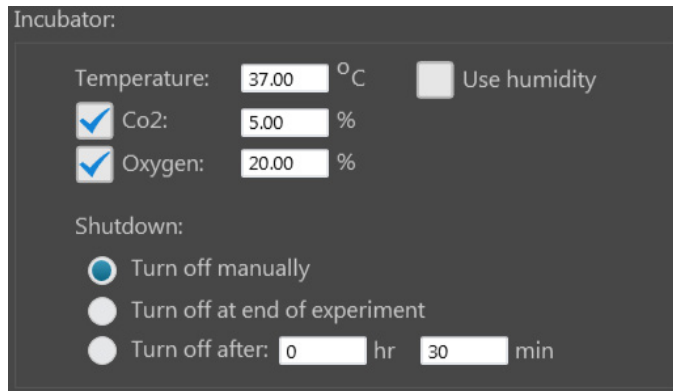 Incubator:
Temperature: 37.00 °C Use humidity
Co2: 5.00 %
Oxygen: 20.00 %
Shutdown:
Turn off manually
Turn off at end of experiment
Turn off after: 0 hr 30 min